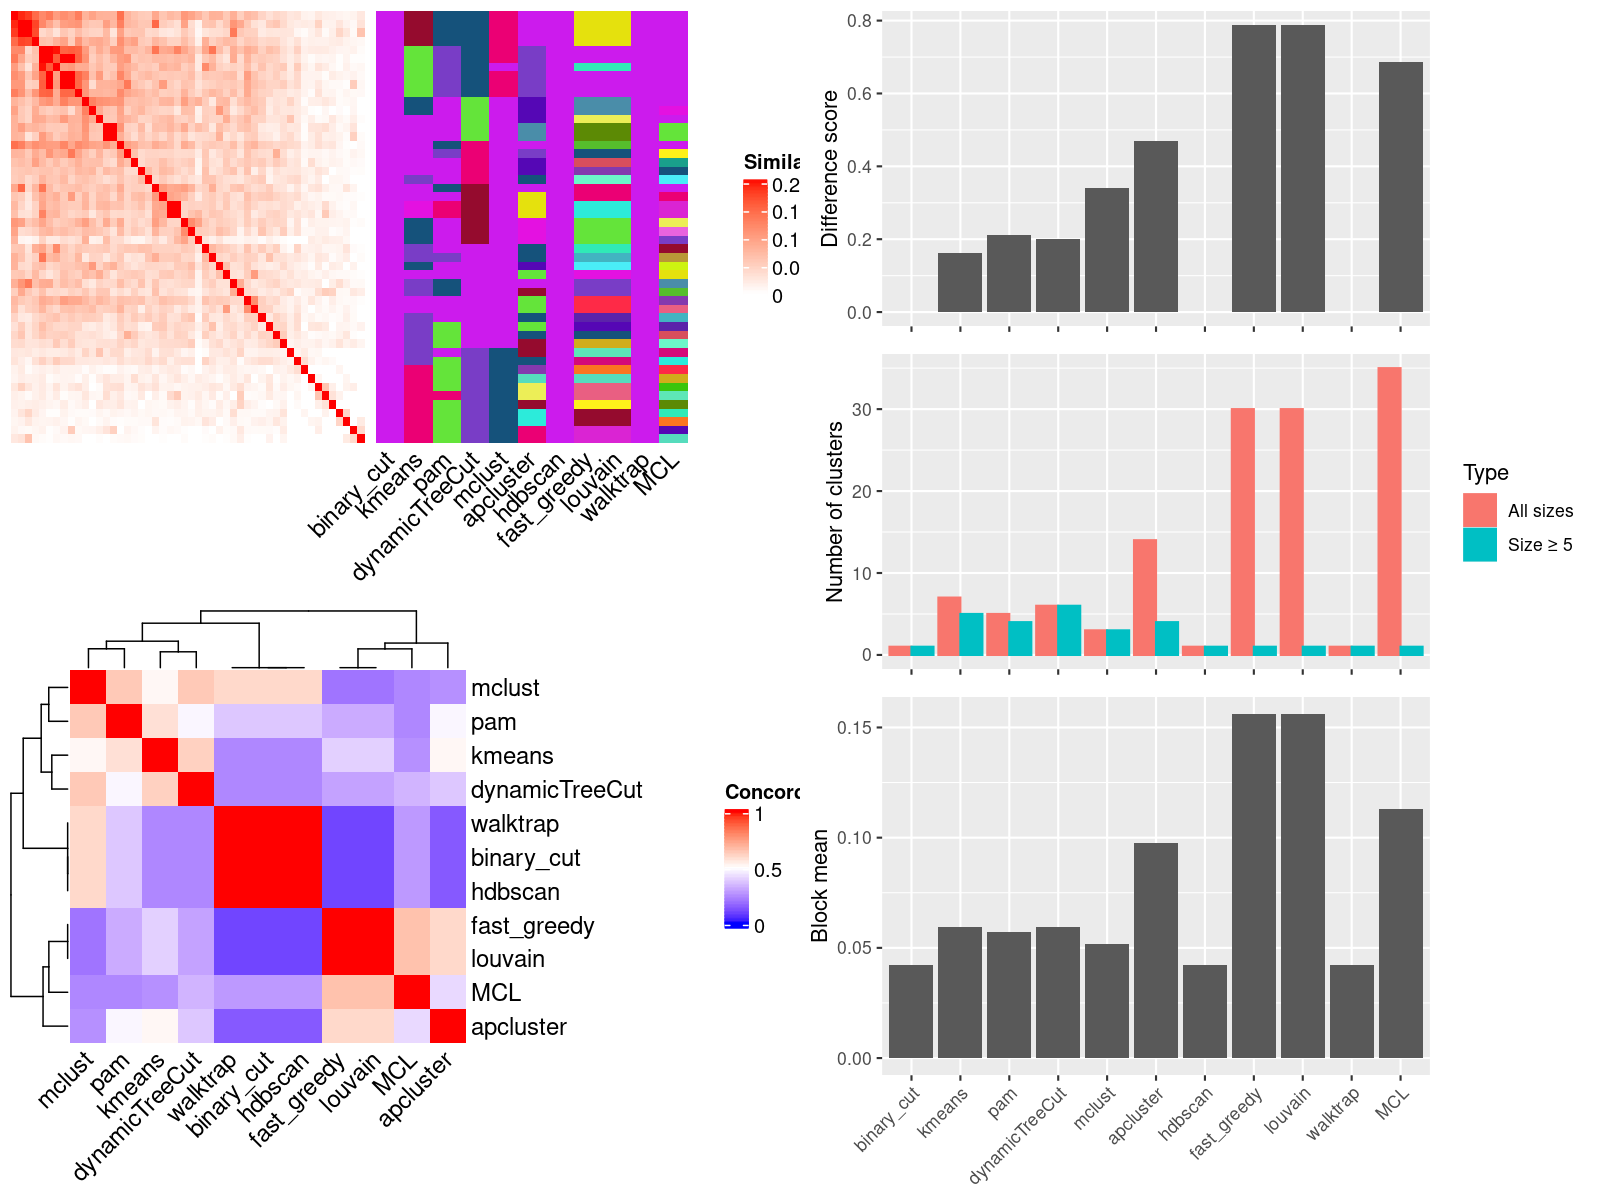 Simila
0.2
0.1
0.1
0.0
0
binary_cut
kmeans
pam
dynamicTreeCut
mclust
apcluster
hdbscan
fast_greedy
louvain
walktrap
MCL
mclust
pam
kmeans
dynamicTreeCut
walktrap
binary_cut
hdbscan
fast_greedy
louvain
MCL
apcluster
mclust
pam
kmeans
dynamicTreeCut
walktrap
binary_cut
hdbscan
fast_greedy
louvain
MCL
apcluster
Concord
1
0.5
0
Difference score
0.8
0.6
0.4
0.2
0.0
Number of clusters
30
20
10
0
Type
All sizes
Size ≥ 5
Block mean
0.15
0.10
0.05
0.00
binary_cut
kmeans
pam
dynamicTreeCut
mclust
apcluster
hdbscan
fast_greedy
louvain
walktrap
MCL